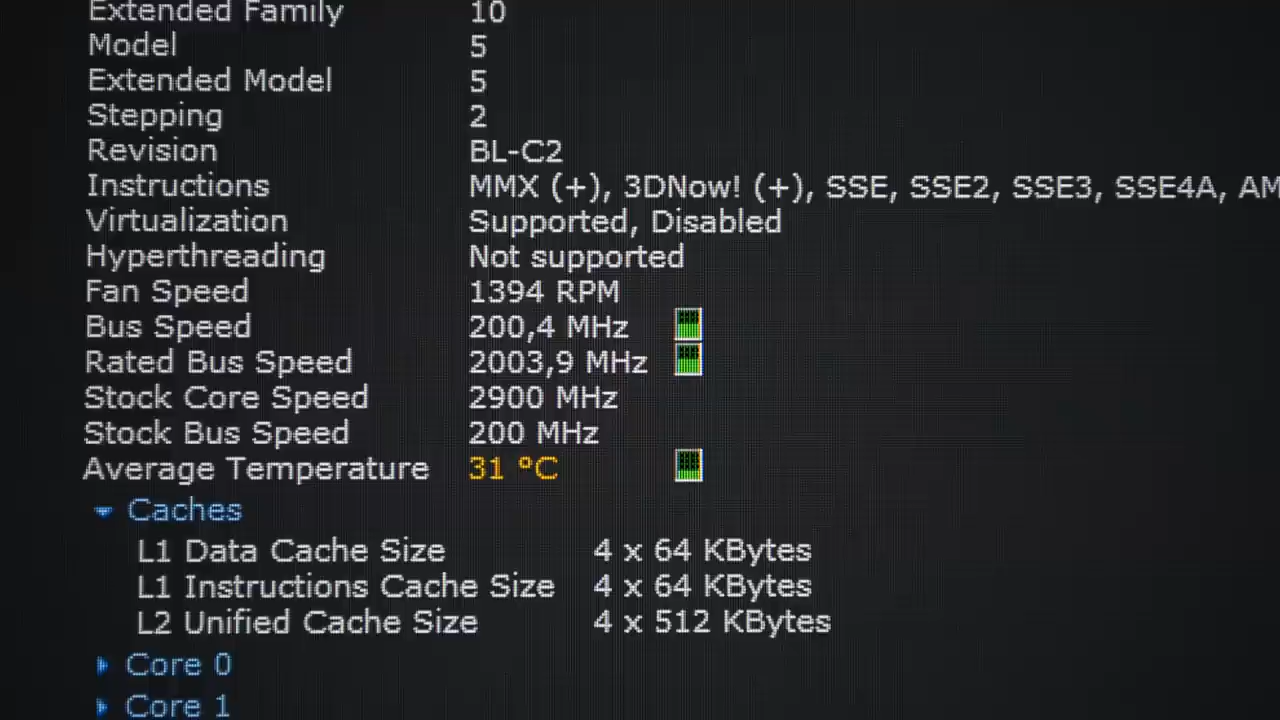 Extended Family 10
Model 5
Extended Model 5
Stepping 2
Revision BL-C2
Instructions MMX (+), 3DNow! (+), SSE, SSE2, SSE3, SSE4A, AM
Virtualization Supported, Disabled
Hyperthreading Not supported
Fan Speed 1394 RPM
Bus Speed 200,4 MHz
Rated Bus Speed 2003,9 MHz
Stock Core Speed 2900 MHz
Stock Bus Speed 200 MHz
Average Temperature 31 °C
Caches
L1 Data Cache Size 4 x 64 KBytes
L1 Instructions Cache Size 4 x 64 KBytes
L2 Unified Cache Size 4 x 512 KBytes
Core 0
Core 1